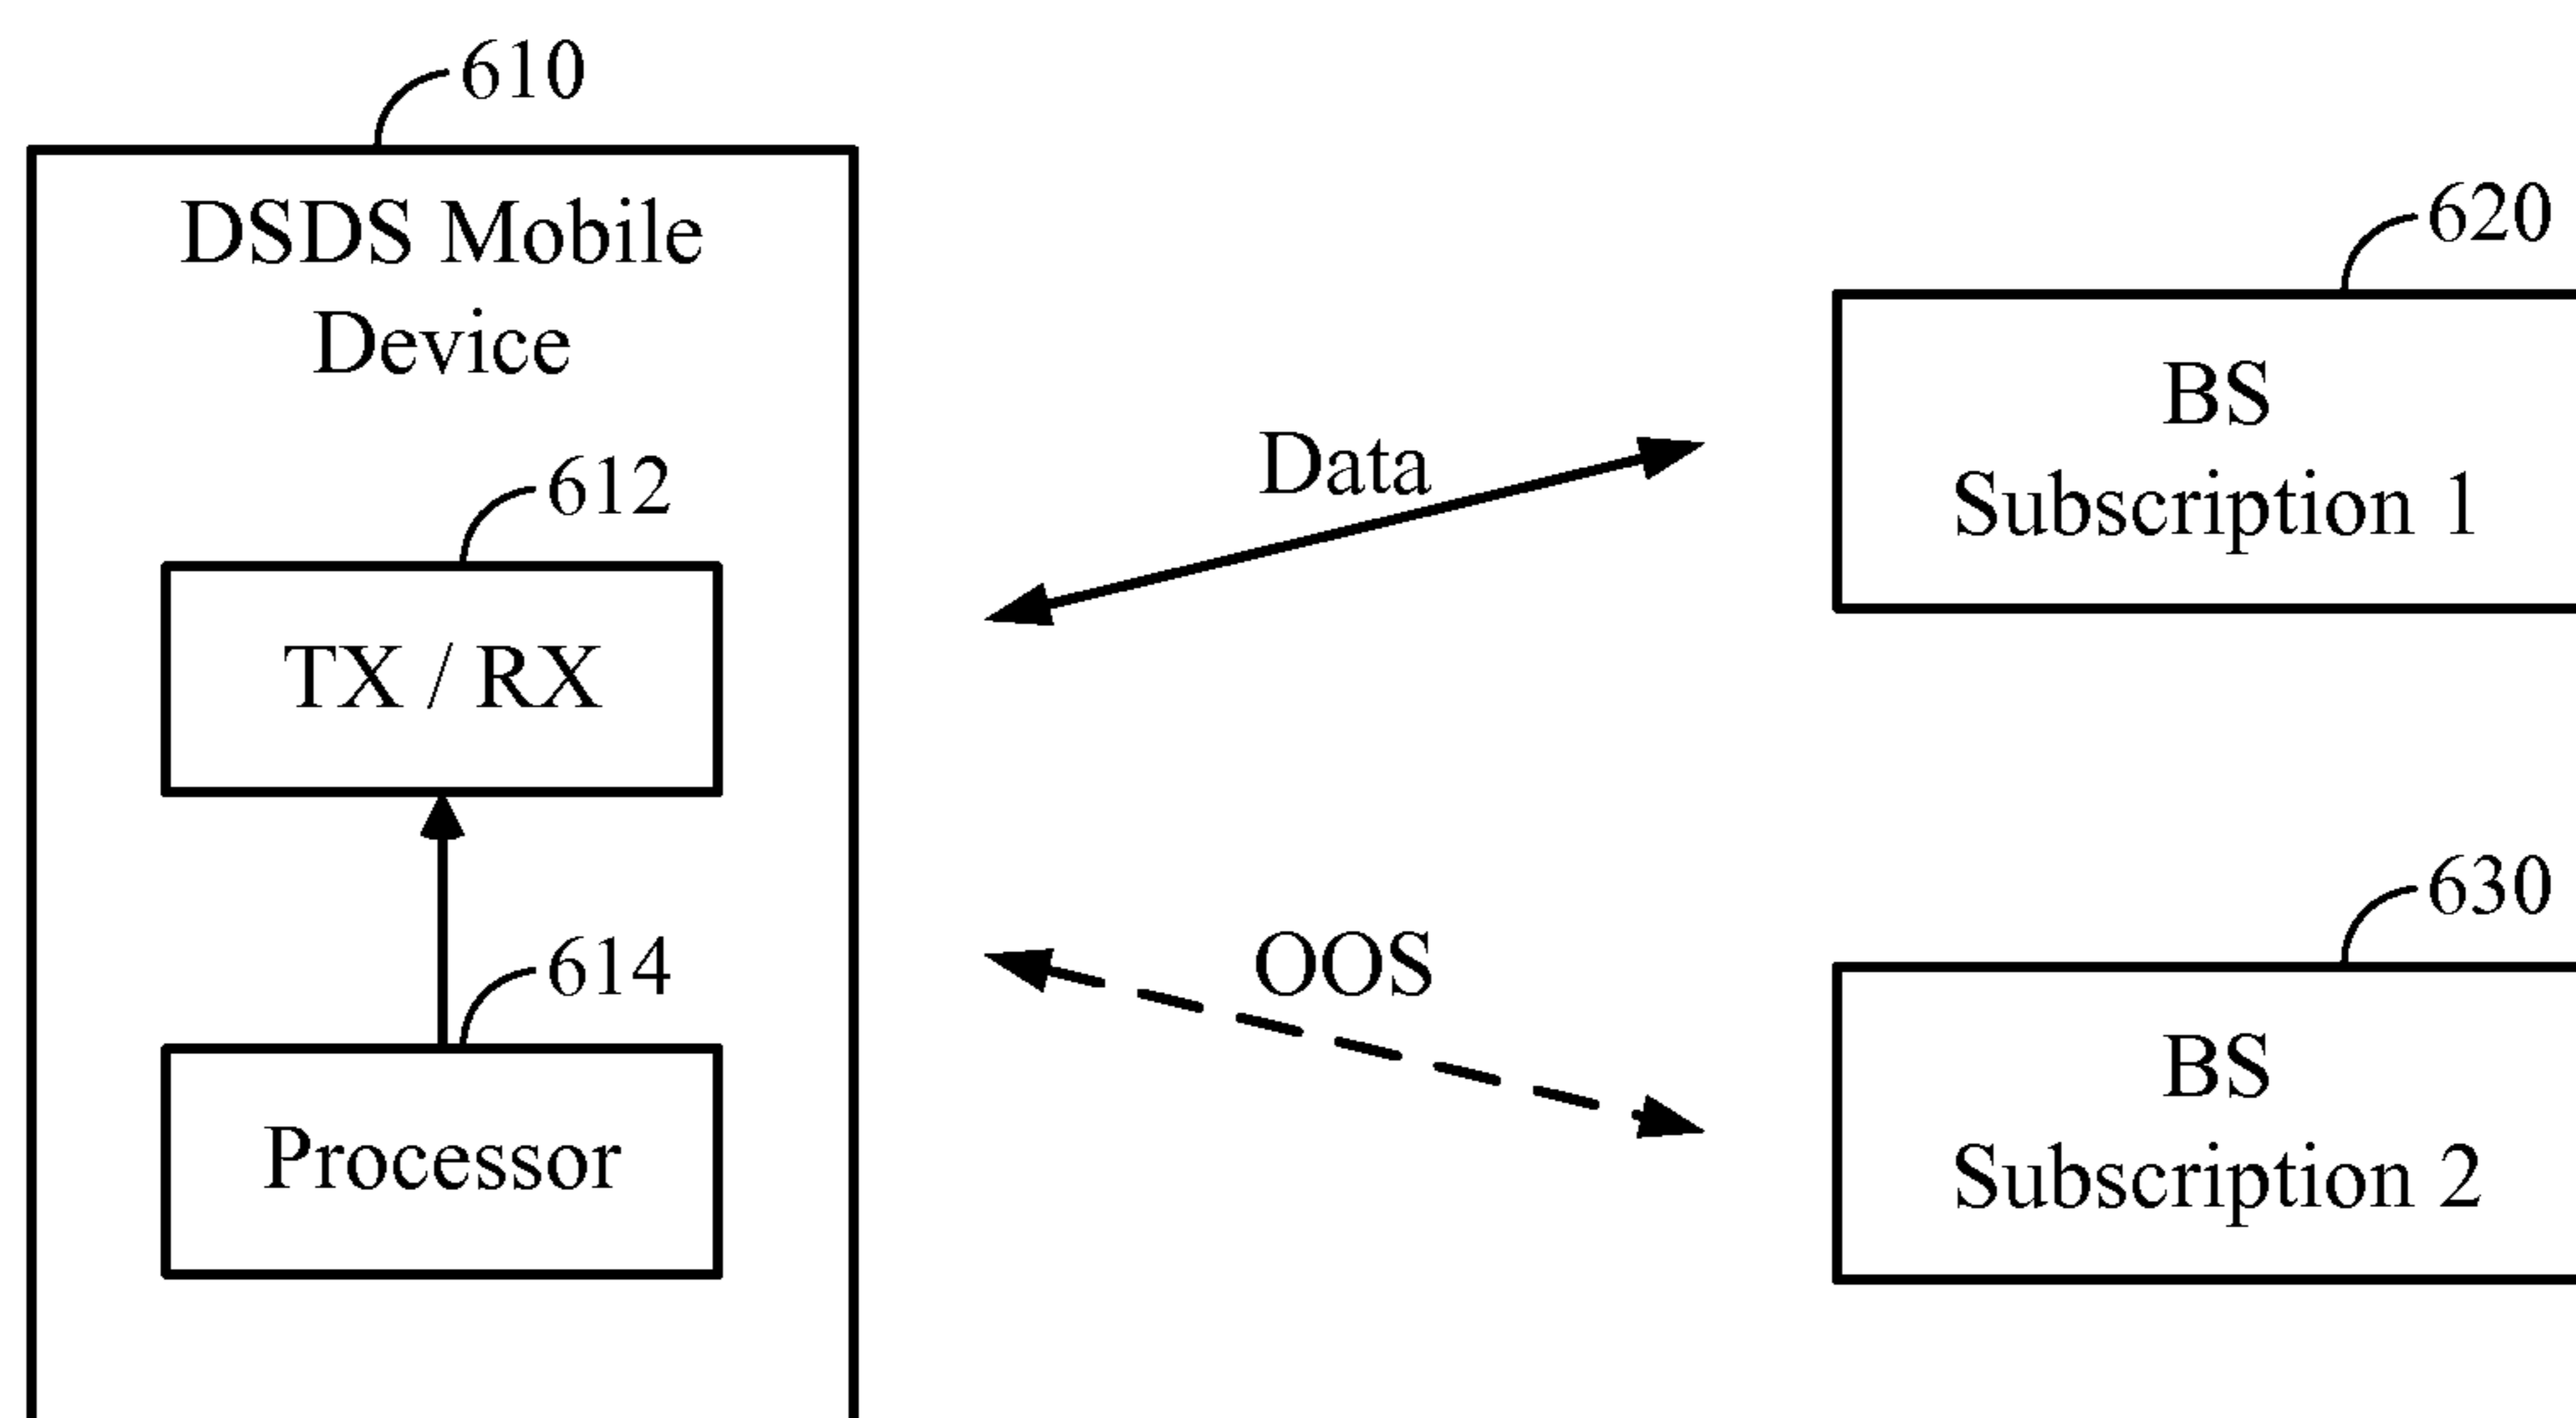 610
DSDS Mobile
Device
612
TX / RX
614
Processor
Data
OOS
620
BS
Subscription 1
630
BS
Subscription 2